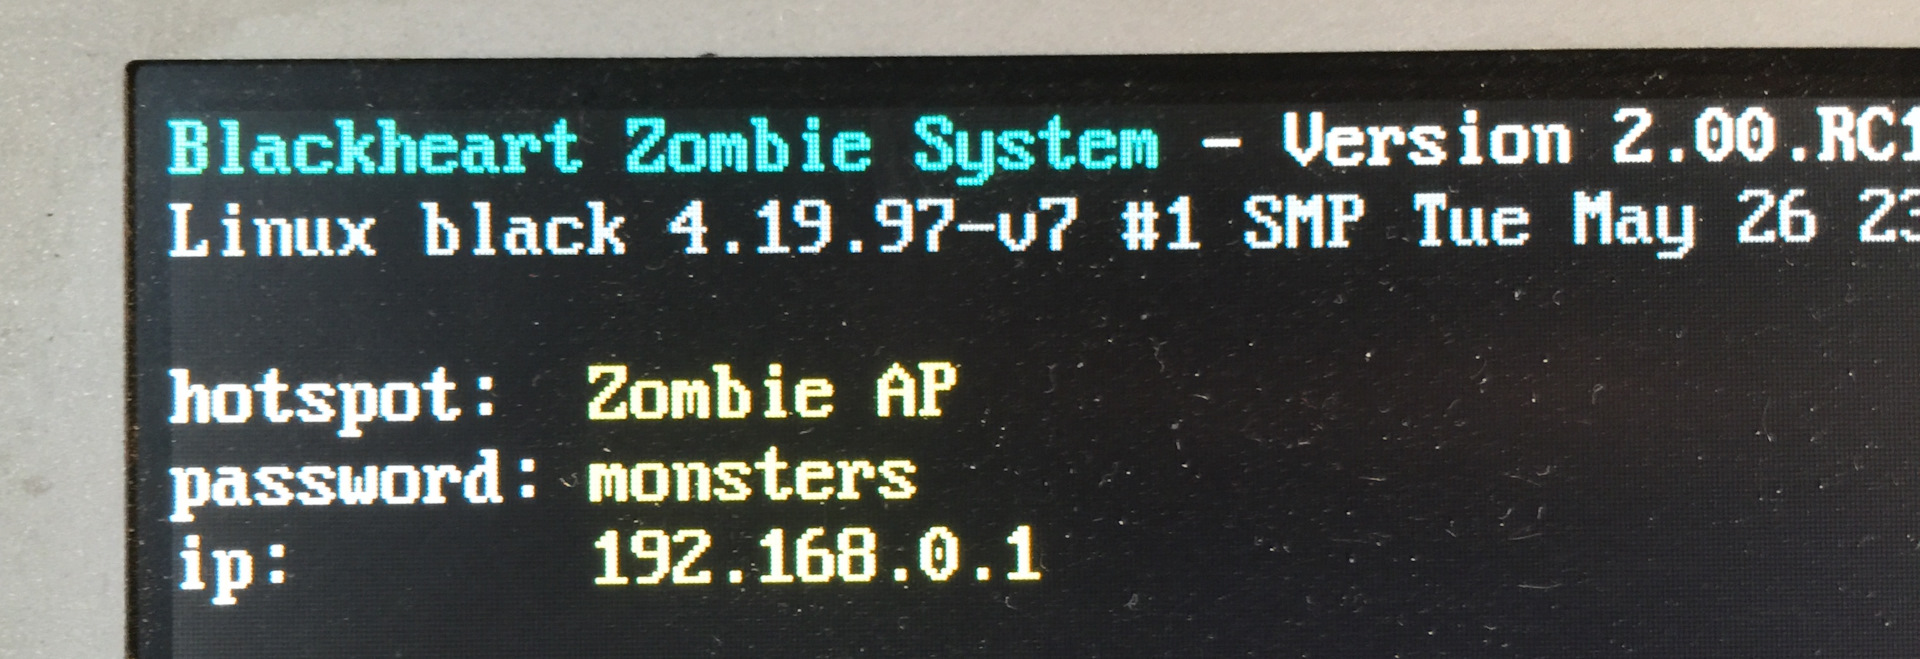 Blackheart Zombie System - Version 2.00.RC1
Linux black 4.19.97-v7 #1 SMP Tue May 26 23
hotspot: Zombie AP
password: monsters
ip: 192.168.0.1